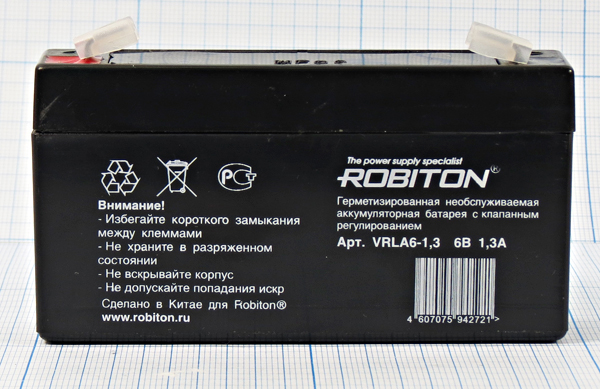 The power supply specialist
ROBITON®
Герметизированная необслуживаемая
аккумуляторная батарея с клапанным
регулированием
Арт. VRLA6-1,3 6В 1,3А
4 607075 942721 >
РСТ
Внимание!
- Избегайте короткого замыкания
между клеммами
- Не храните в разряженном
состоянии
- Не вскрывайте корпус
- Не допускайте попадания искр
Сделано в Китае для Robiton®
www.robiton.ru